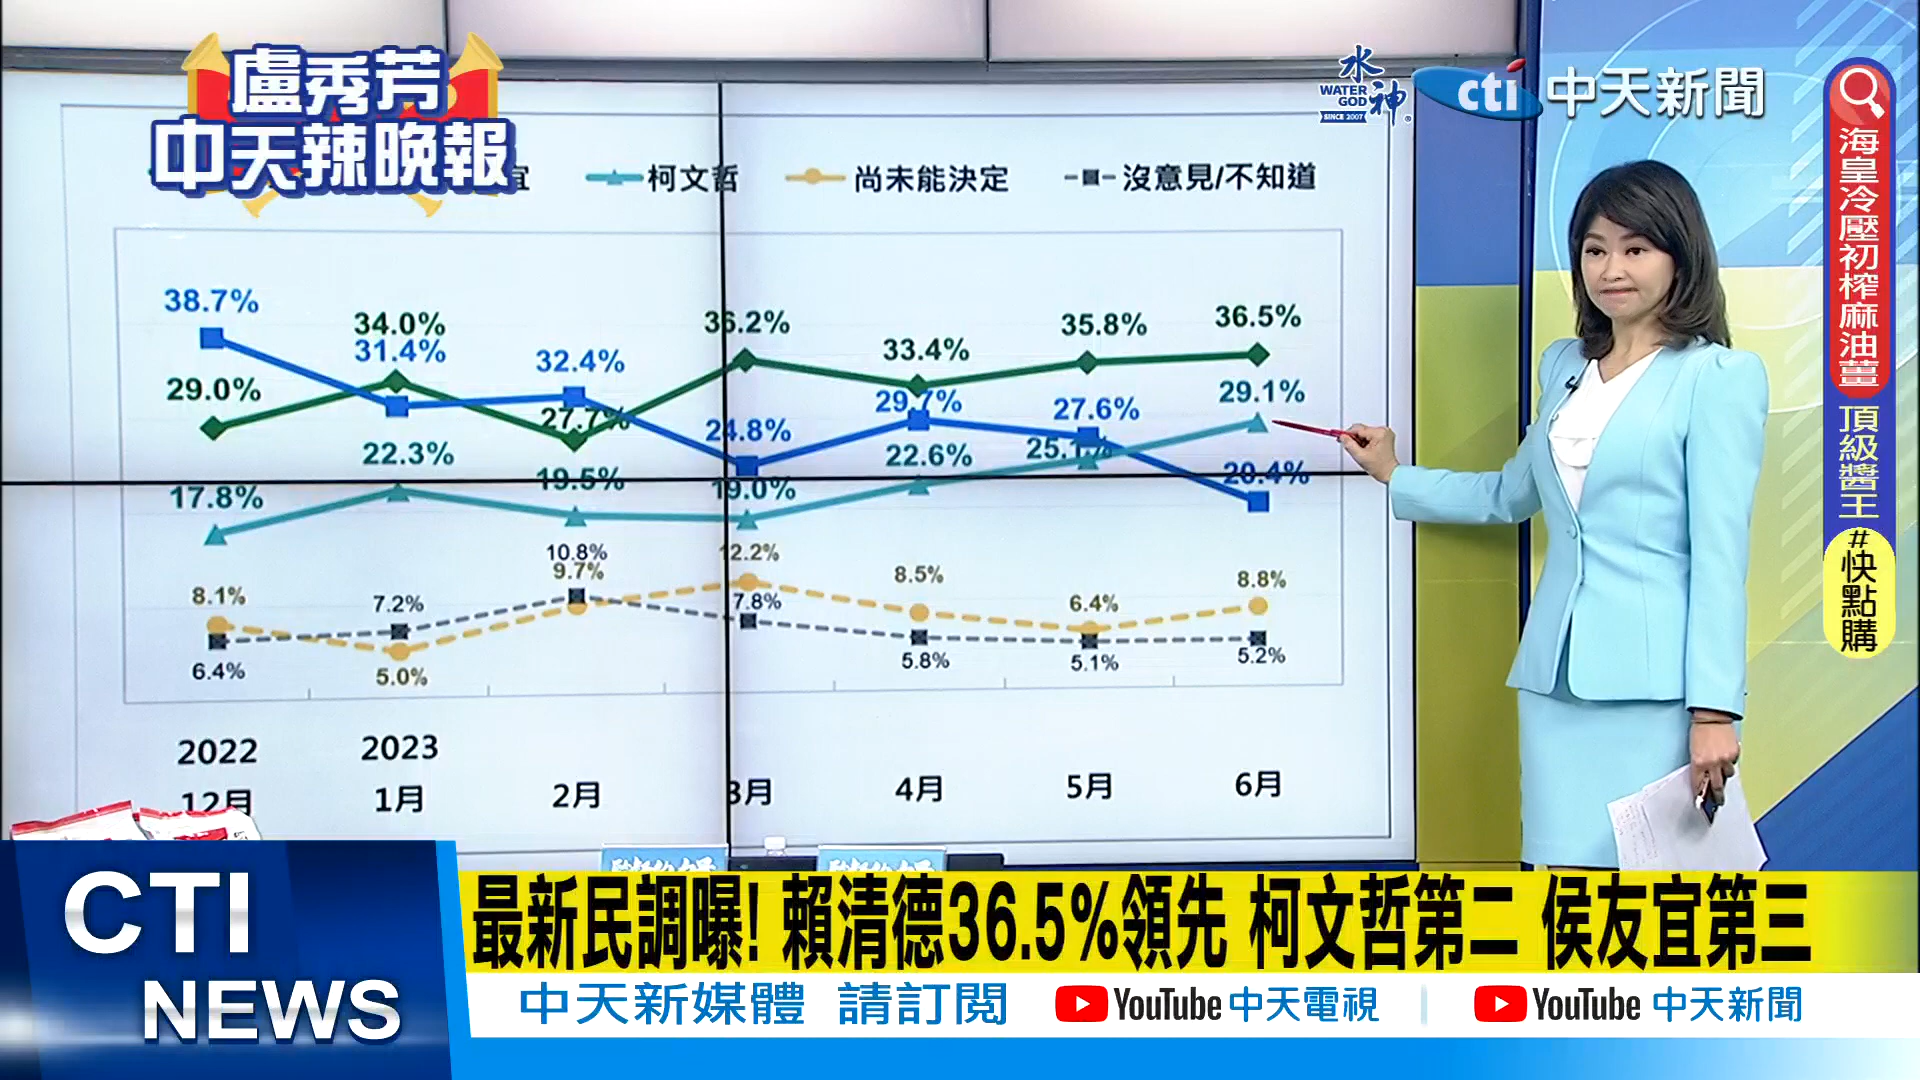 盧秀芳
中天辣晚報
水神
WATER
GOD
SINCE 2007
cti 中天新聞
海皇冷壓初榨麻油薑 頂級醬王 #快點購
宜 柯文哲 尚未能決定 沒意見/不知道
38.7% 34.0% 31.4% 32.4% 36.2% 33.4% 35.8% 36.5%
29.0% 27.7% 24.8% 29.7% 27.6% 29.1%
17.8% 22.3% 19.5% 19.0% 22.6% 25.1% 20.4%
8.1% 7.2% 10.8% 9.7% 12.2% 7.8% 8.5% 6.4% 8.8%
6.4% 5.0% 5.8% 5.1% 5.2%
2022 2023
12月 1月 2月 3月 4月 5月 6月
CTI
NEWS
最新民調曝! 賴清德36.5%領先 柯文哲第二 侯友宜第三
中天新媒體 請訂閱 YouTube 中天電視 YouTube 中天新聞